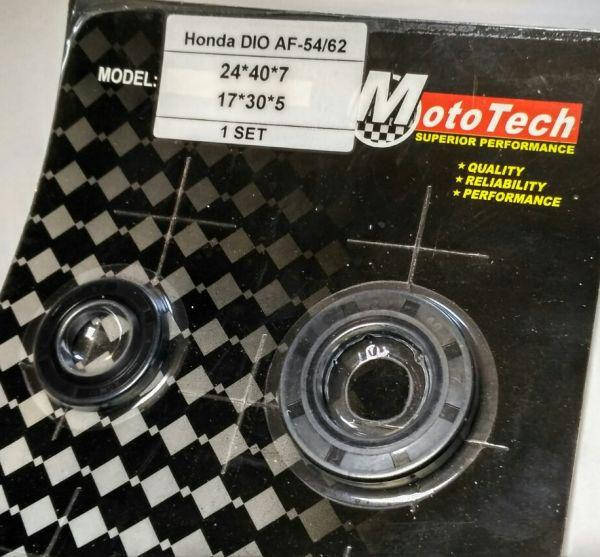 Honda DIO AF-54/62
MODEL:
24*40*7
17*30*5
1 SET
MotoTech
SUPERIOR PERFORMANCE
* QUALITY
* RELIABILITY
* PERFORMANCE